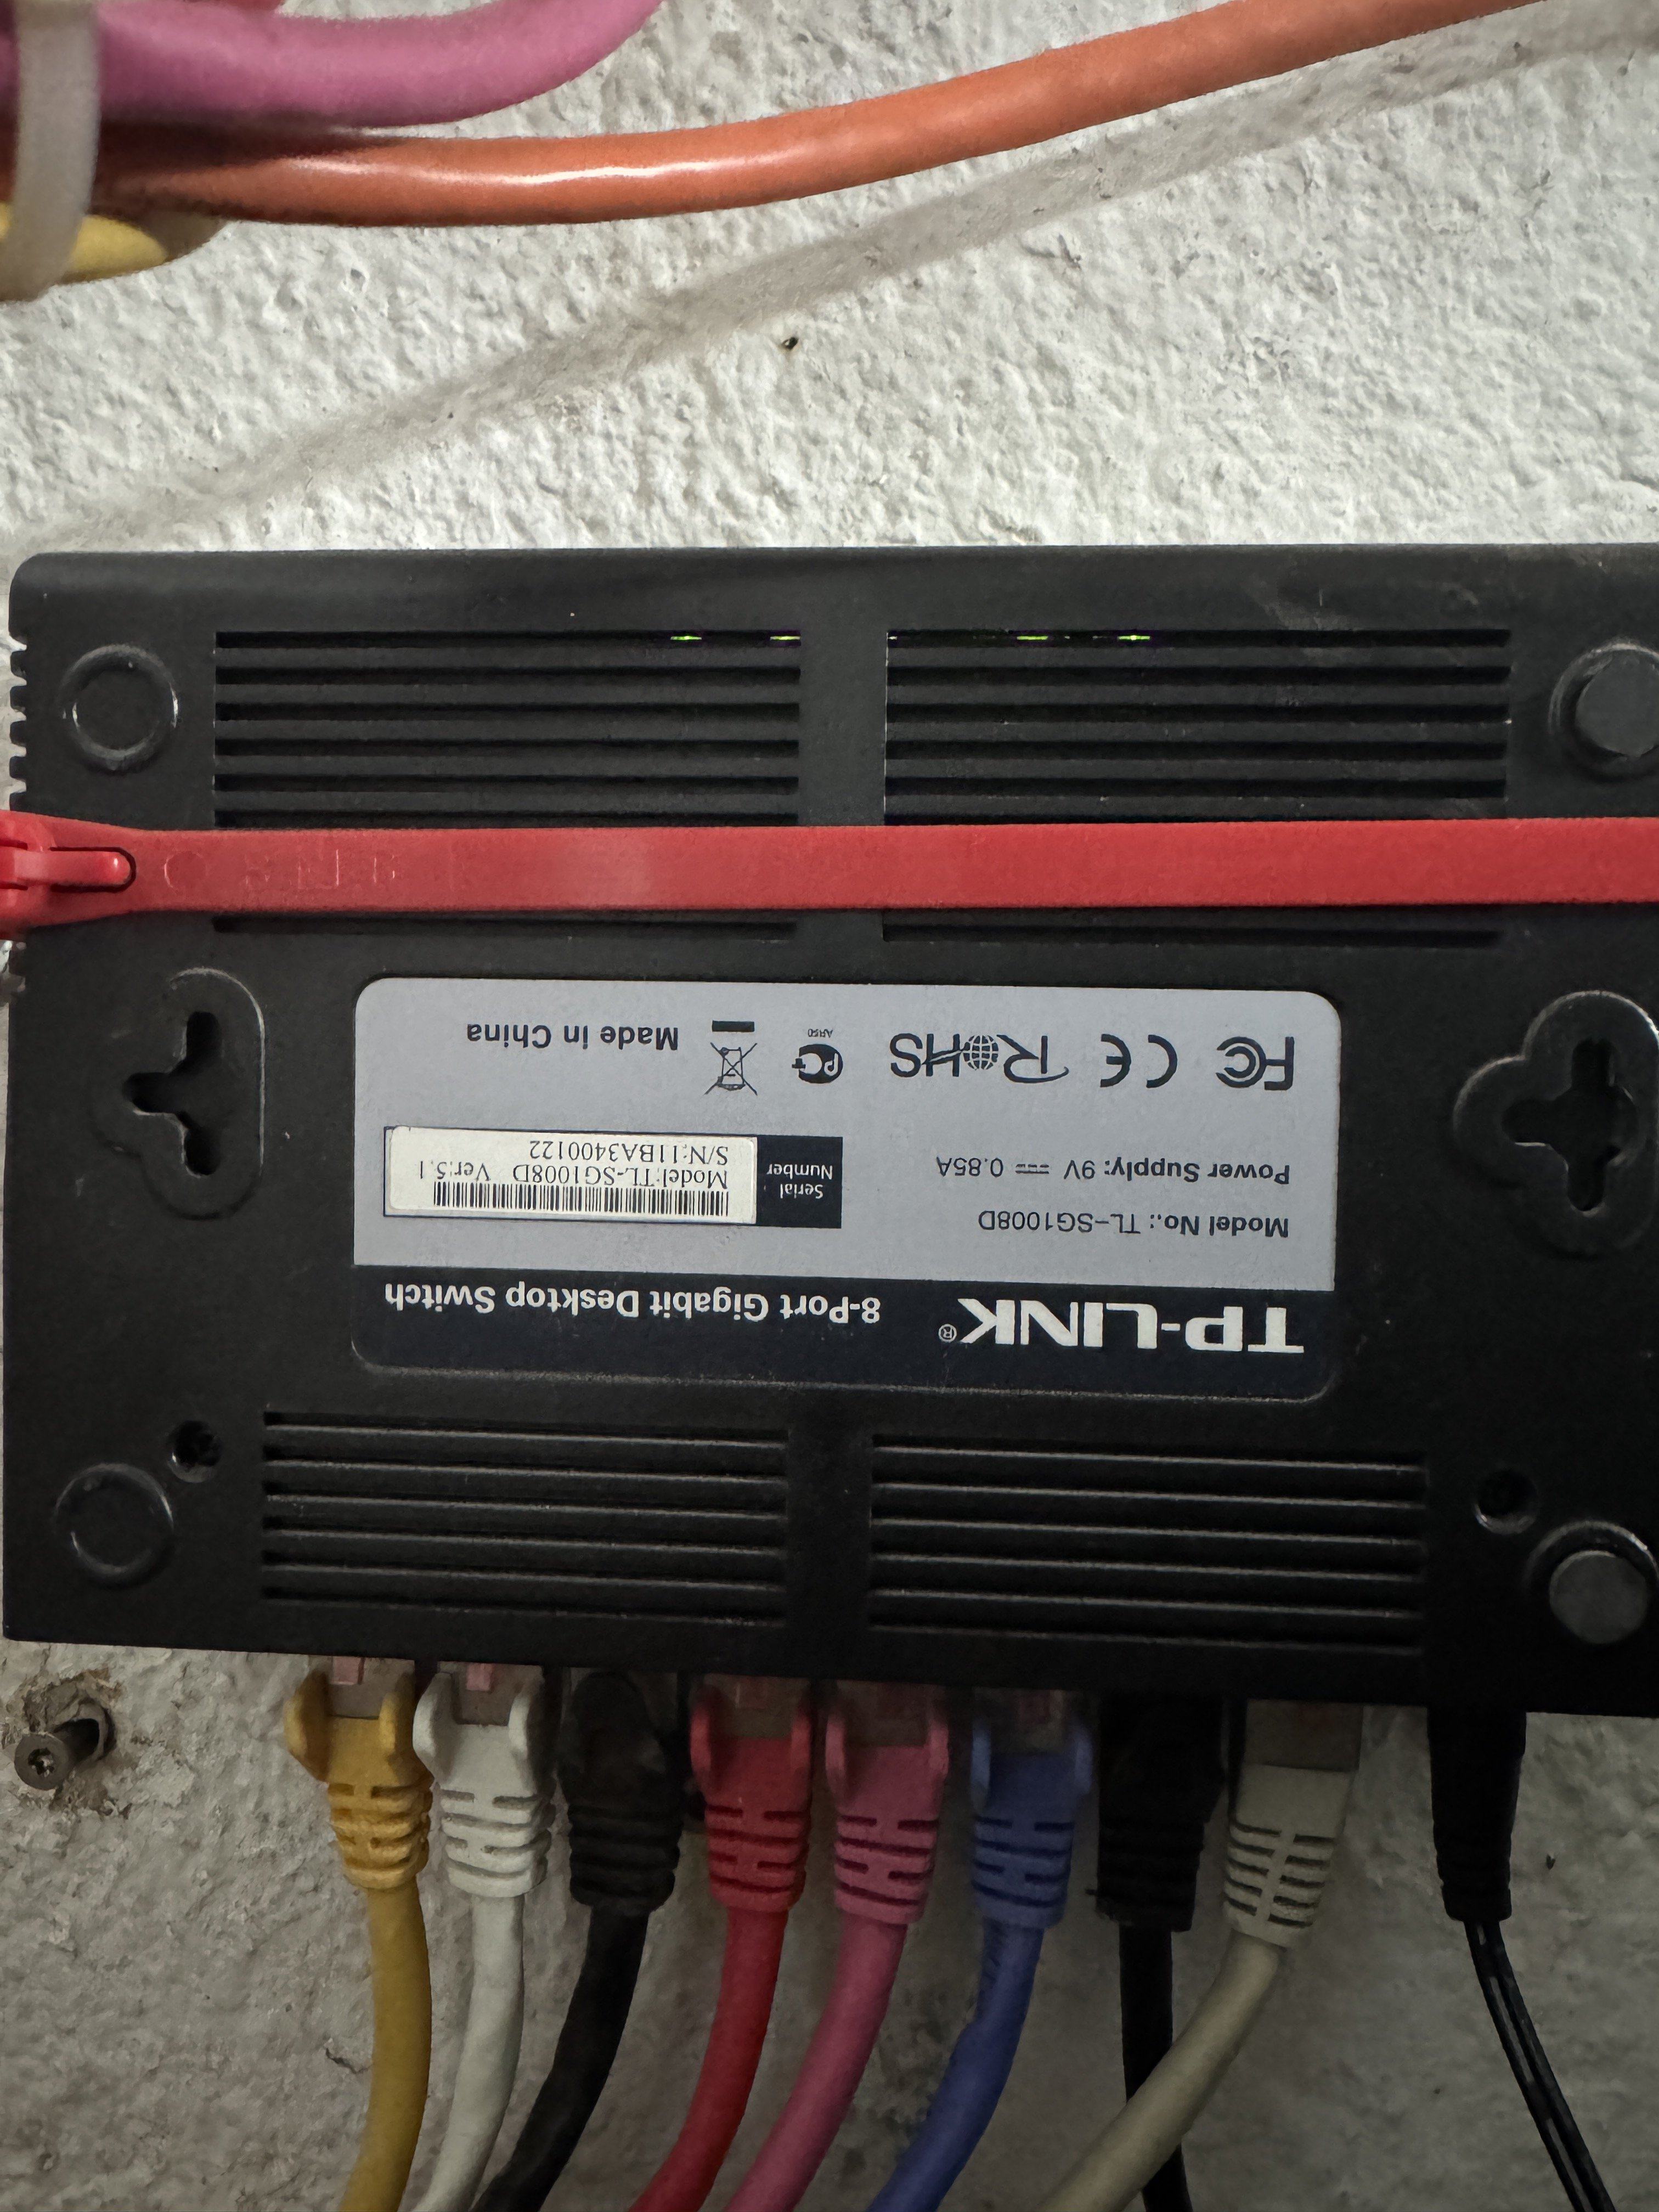 TP-LINK® 8-Port Gigabit Desktop Switch
Model No.: TL-SG1008D
Power Supply: 9V ⎓ 0.85A
Serial Number
Model:TL-SG1008D Ver:5.1
S/N:11BA3400122
FC CE RoHS
AЯ50
Made in China